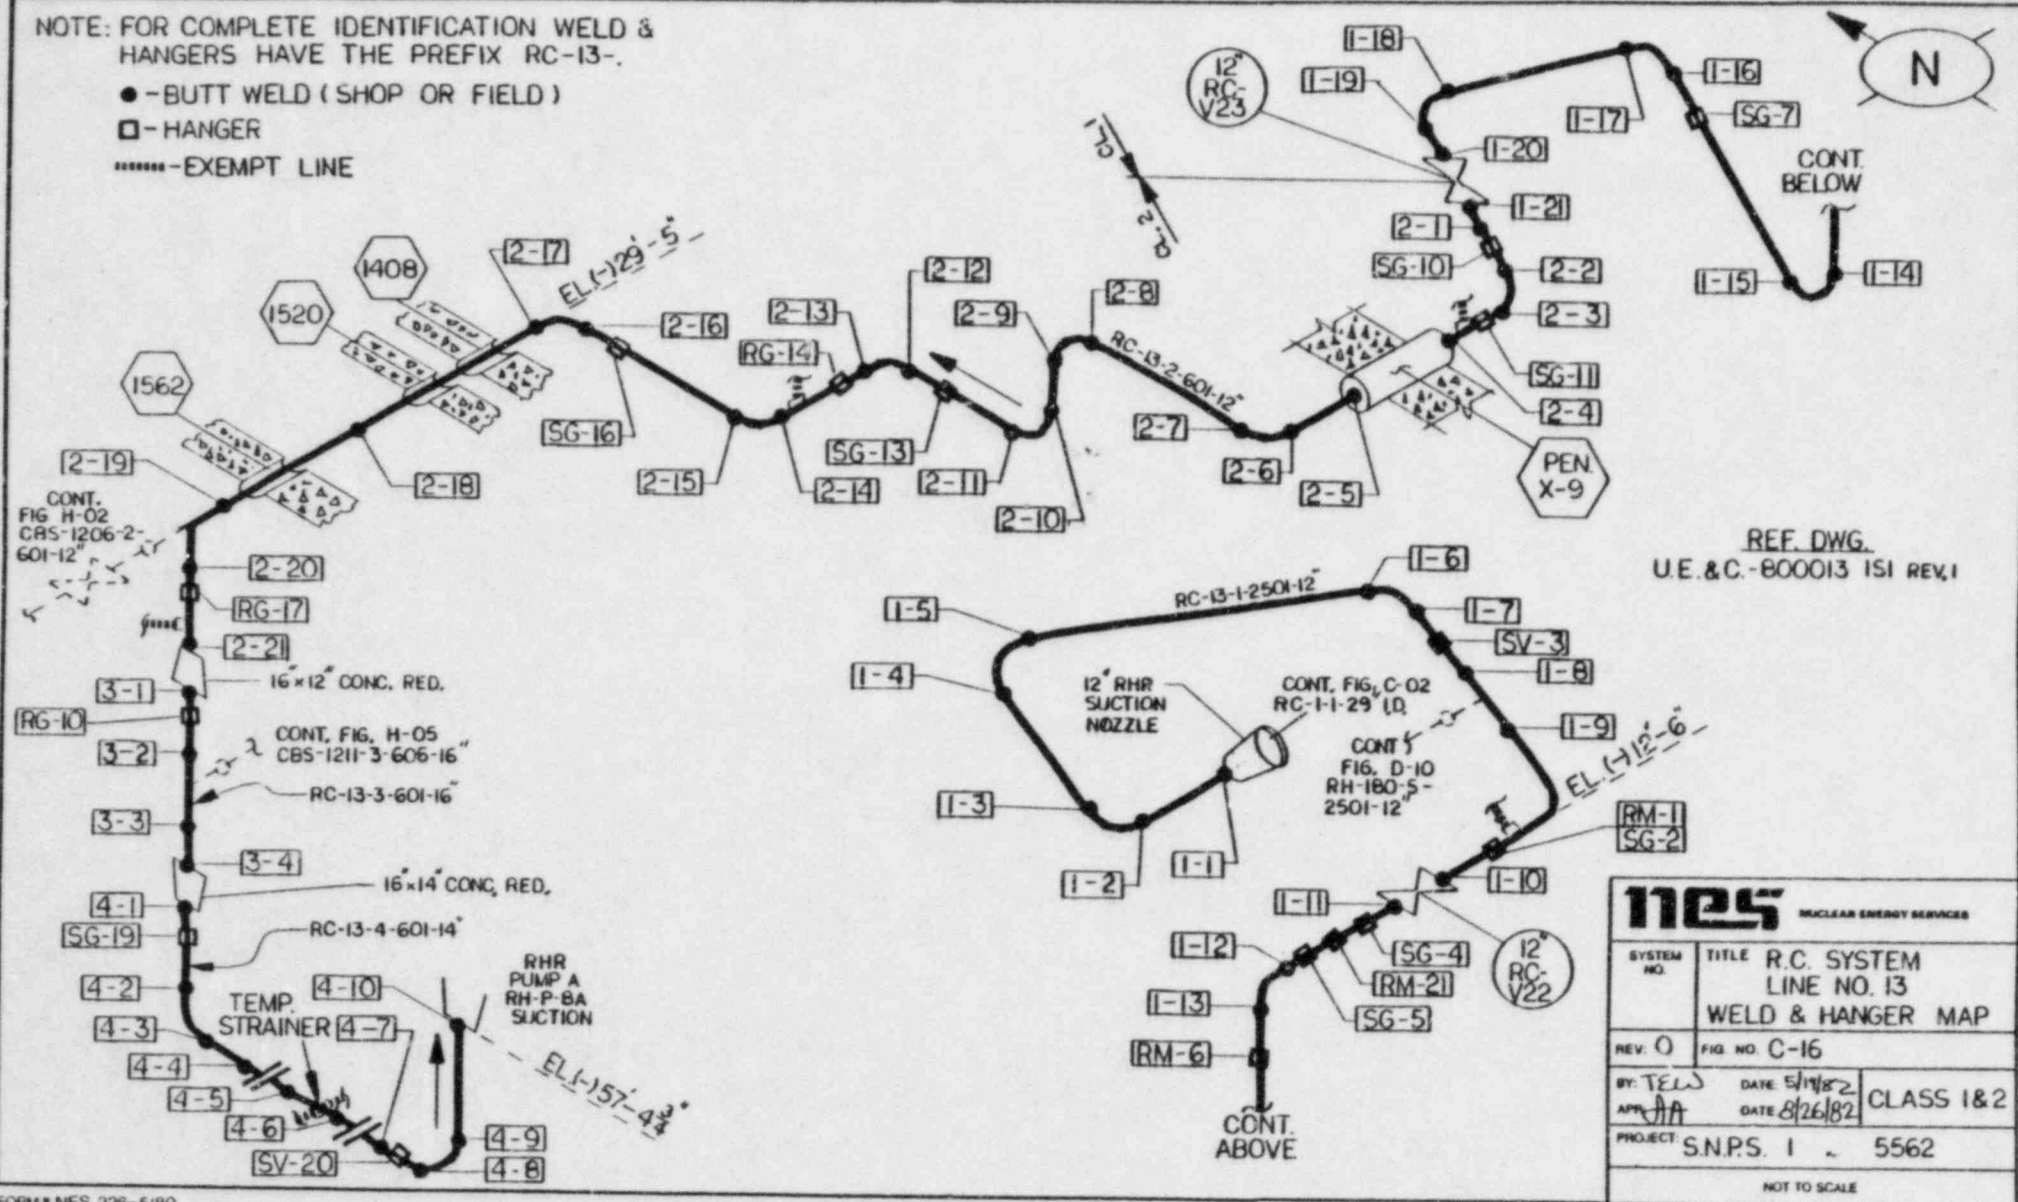 NOTE: FOR COMPLETE IDENTIFICATION WELD &
HANGERS HAVE THE PREFIX RC-13-.
● -BUTT WELD ( SHOP OR FIELD )
□ - HANGER
-EXEMPT LINE
12"
RC-
V23
CL.1
CL.2
1-18
1-19
1-20
1-21
1-17
1-16
SG-7
N
CONT.
BELOW
1-15
1-14
2-1
SG-10
2-2
2-3
SG-11
2-4
PEN.
X-9
2-5
2-6
2-7
RC-13-2-601-12"
2-8
2-9
2-10
2-11
2-12
SG-13
2-13
RG-14
2-14
2-15
SG-16
2-16
EL.(-)29'-5"
2-17
1408
1520
1562
2-18
2-19
CONT.
FIG H-02
CBS-1206-2-
601-12"
2-20
RG-17
2-21
16"x12" CONC. RED.
3-1
RG-10
3-2
CONT. FIG. H-05
CBS-1211-3-606-16"
RC-13-3-601-16"
3-3
3-4
16"x14" CONC. RED.
4-1
SG-19
RC-13-4-601-14"
4-2
4-3
4-4
TEMP.
STRAINER
4-5
4-6
4-7
SV-20
4-8
4-9
4-10
RHR
PUMP A
RH-P-8A
SUCTION
EL.(-)57'-4 3/4"
REF. DWG.
U.E.&C.-800013 ISI REV.1
1-6
RC-13-1-2501-12"
1-5
1-7
SV-3
1-4
1-8
12" RHR
SUCTION
NOZZLE
CONT. FIG. C-02
RC-1-1-29" I.D.
1-9
CONT.
FIG. D-10
RH-180-5-
2501-12"
EL.(-)12'-6"
1-3
1-2
1-1
RM-1
SG-2
1-10
1-11
12"
RC-
V22
1-12
SG-4
RM-21
SG-5
1-13
RM-6
CONT.
ABOVE
nes NUCLEAR ENERGY SERVICES
SYSTEM NO.
TITLE R.C. SYSTEM
LINE NO. 13
WELD & HANGER MAP
REV: 0 FIG. NO. C-16
BY: TEW DATE 5/19/82
APP. AA DATE 8/26/82
CLASS 1&2
PROJECT: S.N.P.S. 1 - 5562
NOT TO SCALE
FORM # NES 226-5/80